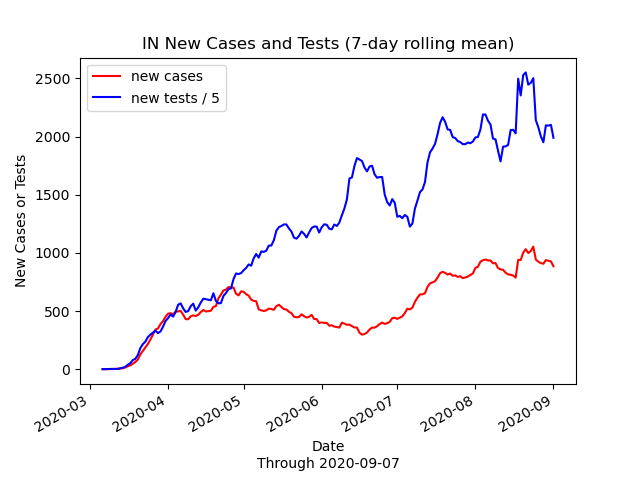 IN New Cases and Tests (7-day rolling mean)
new cases
new tests / 5
New Cases or Tests
2500
2000
1500
1000
500
0
2020-03
2020-04
2020-05
2020-06
2020-07
2020-08
2020-09
Date
Through 2020-09-07